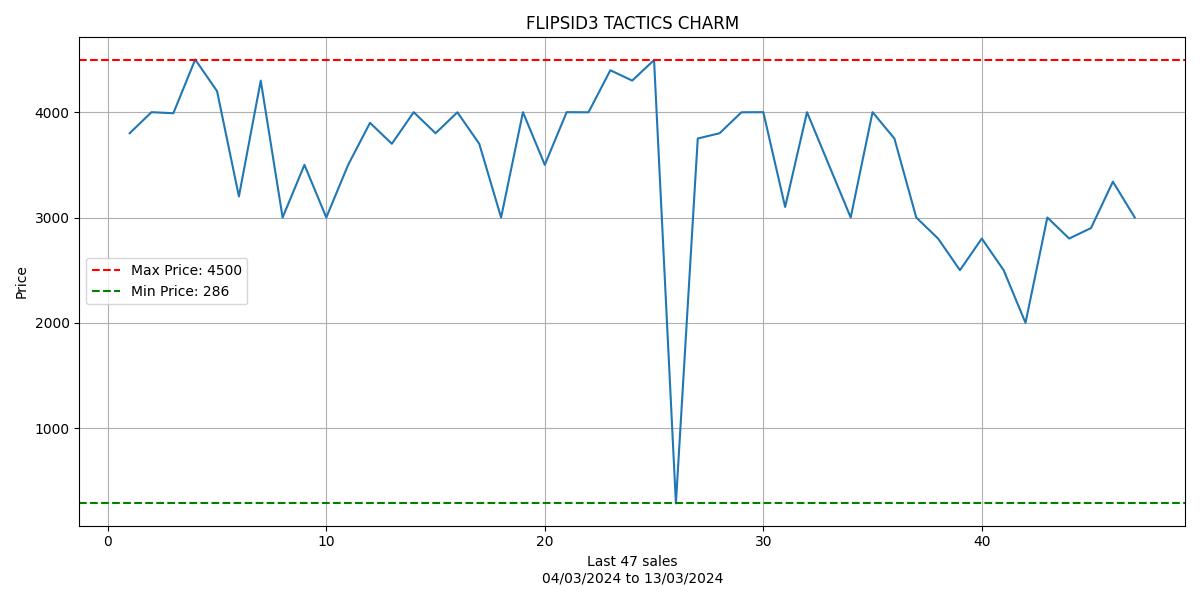 FLIPSID3 TACTICS CHARM
Price
4000
3000
2000
1000
Max Price: 4500
Min Price: 286
0 10 20 30 40
Last 47 sales
04/03/2024 to 13/03/2024